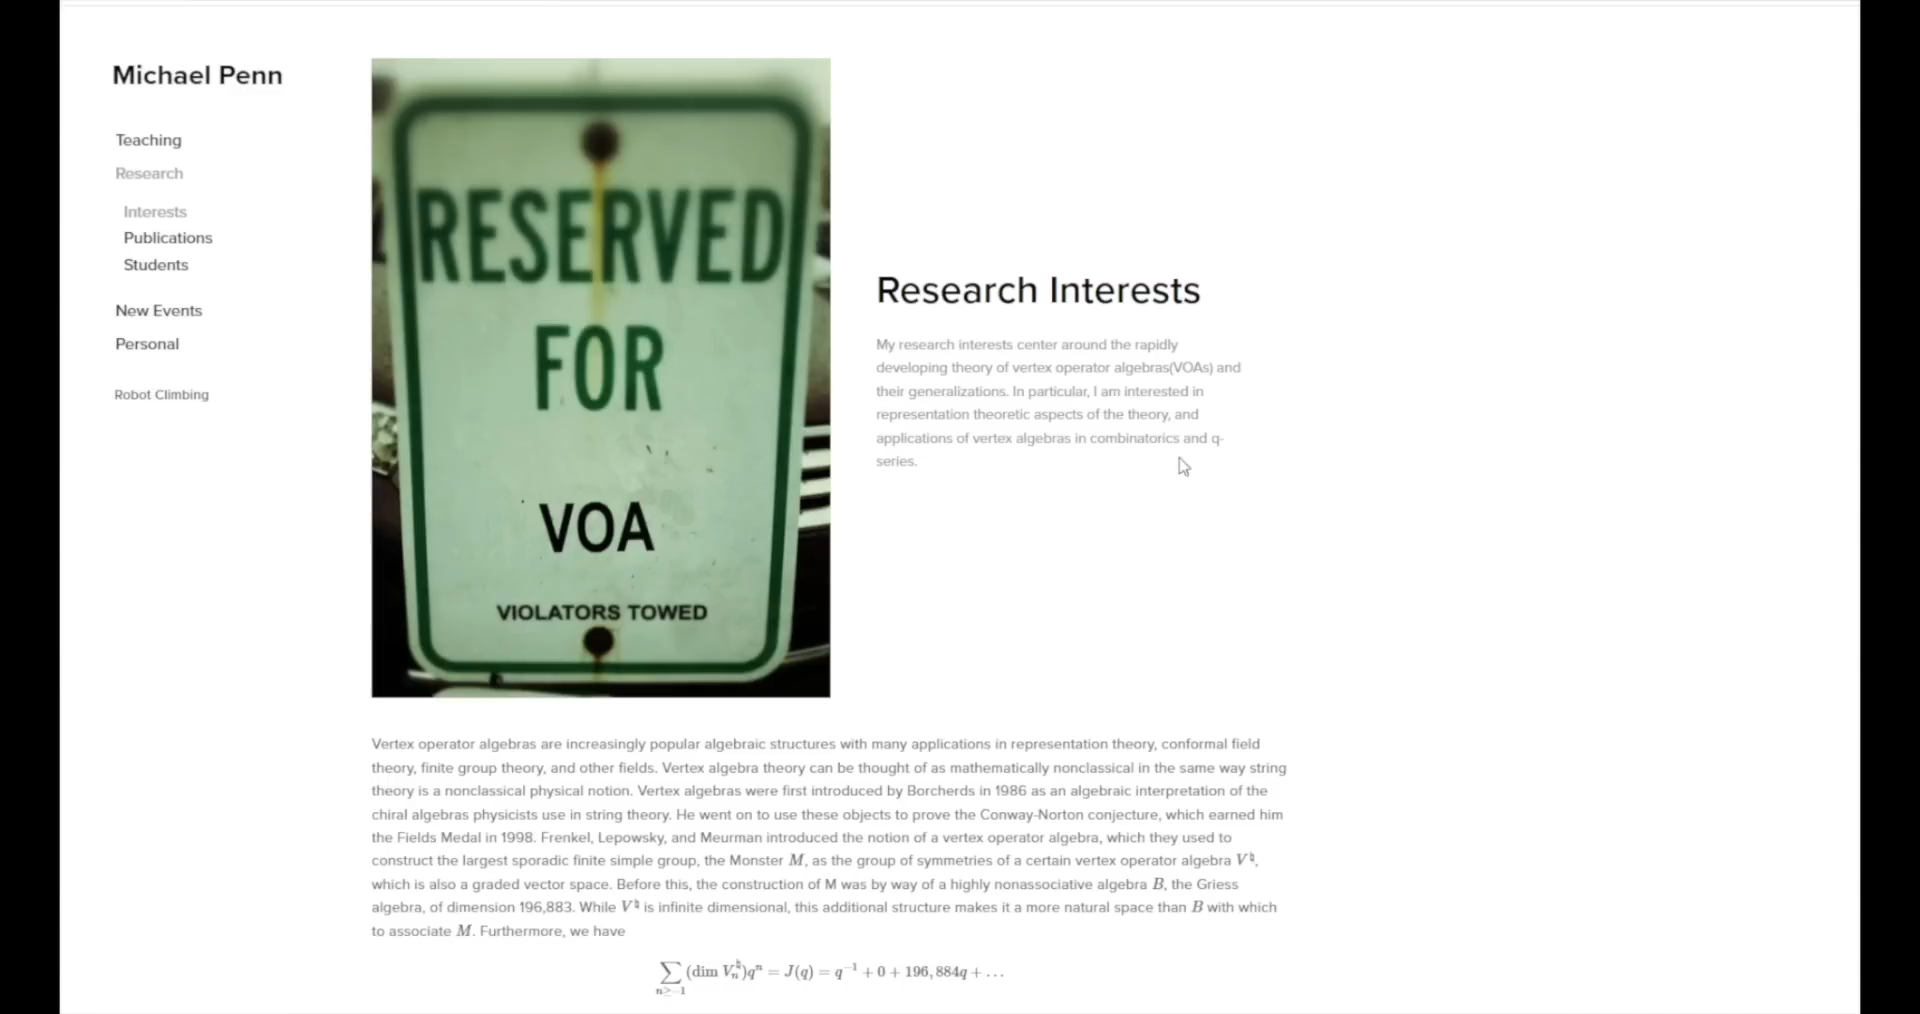 Michael Penn
Teaching
Research
Interests
Publications
Students
New Events
Personal
Robot Climbing
RESERVED
FOR
VOA
VIOLATORS TOWED
Research Interests
My research interests center around the rapidly
developing theory of vertex operator algebras(VOAs) and
their generalizations. In particular, I am interested in
representation theoretic aspects of the theory, and
applications of vertex algebras in combinatorics and q-
series.
Vertex operator algebras are increasingly popular algebraic structures with many applications in representation theory, conformal field
theory, finite group theory, and other fields. Vertex algebra theory can be thought of as mathematically nonclassical in the same way string
theory is a nonclassical physical notion. Vertex algebras were first introduced by Borcherds in 1986 as an algebraic interpretation of the
chiral algebras physicists use in string theory. He went on to use these objects to prove the Conway-Norton conjecture, which earned him
the Fields Medal in 1998. Frenkel, Lepowsky, and Meurman introduced the notion of a vertex operator algebra, which they used to
construct the largest sporadic finite simple group, the Monster M, as the group of symmetries of a certain vertex operator algebra V♮,
which is also a graded vector space. Before this, the construction of M was by way of a highly nonassociative algebra B, the Griess
algebra, of dimension 196,883. While V♮ is infinite dimensional, this additional structure makes it a more natural space than B with which
to associate M. Furthermore, we have
∑_{n≥−1} (dim V_n^♮)q^n = J(q) = q^{−1} + 0 + 196,884q + …